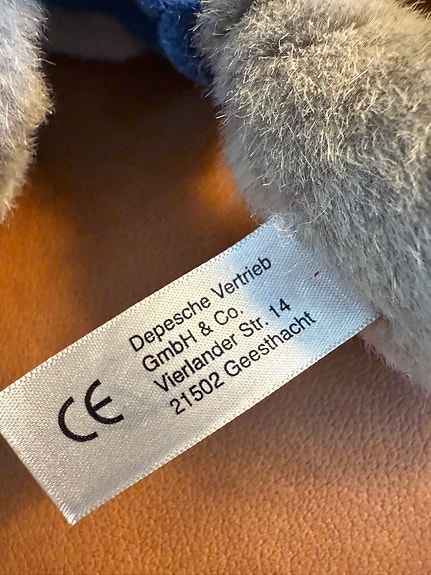 CE
Depesche Vertrieb
GmbH & Co.
Vierlander Str. 14
21502 Geesthacht